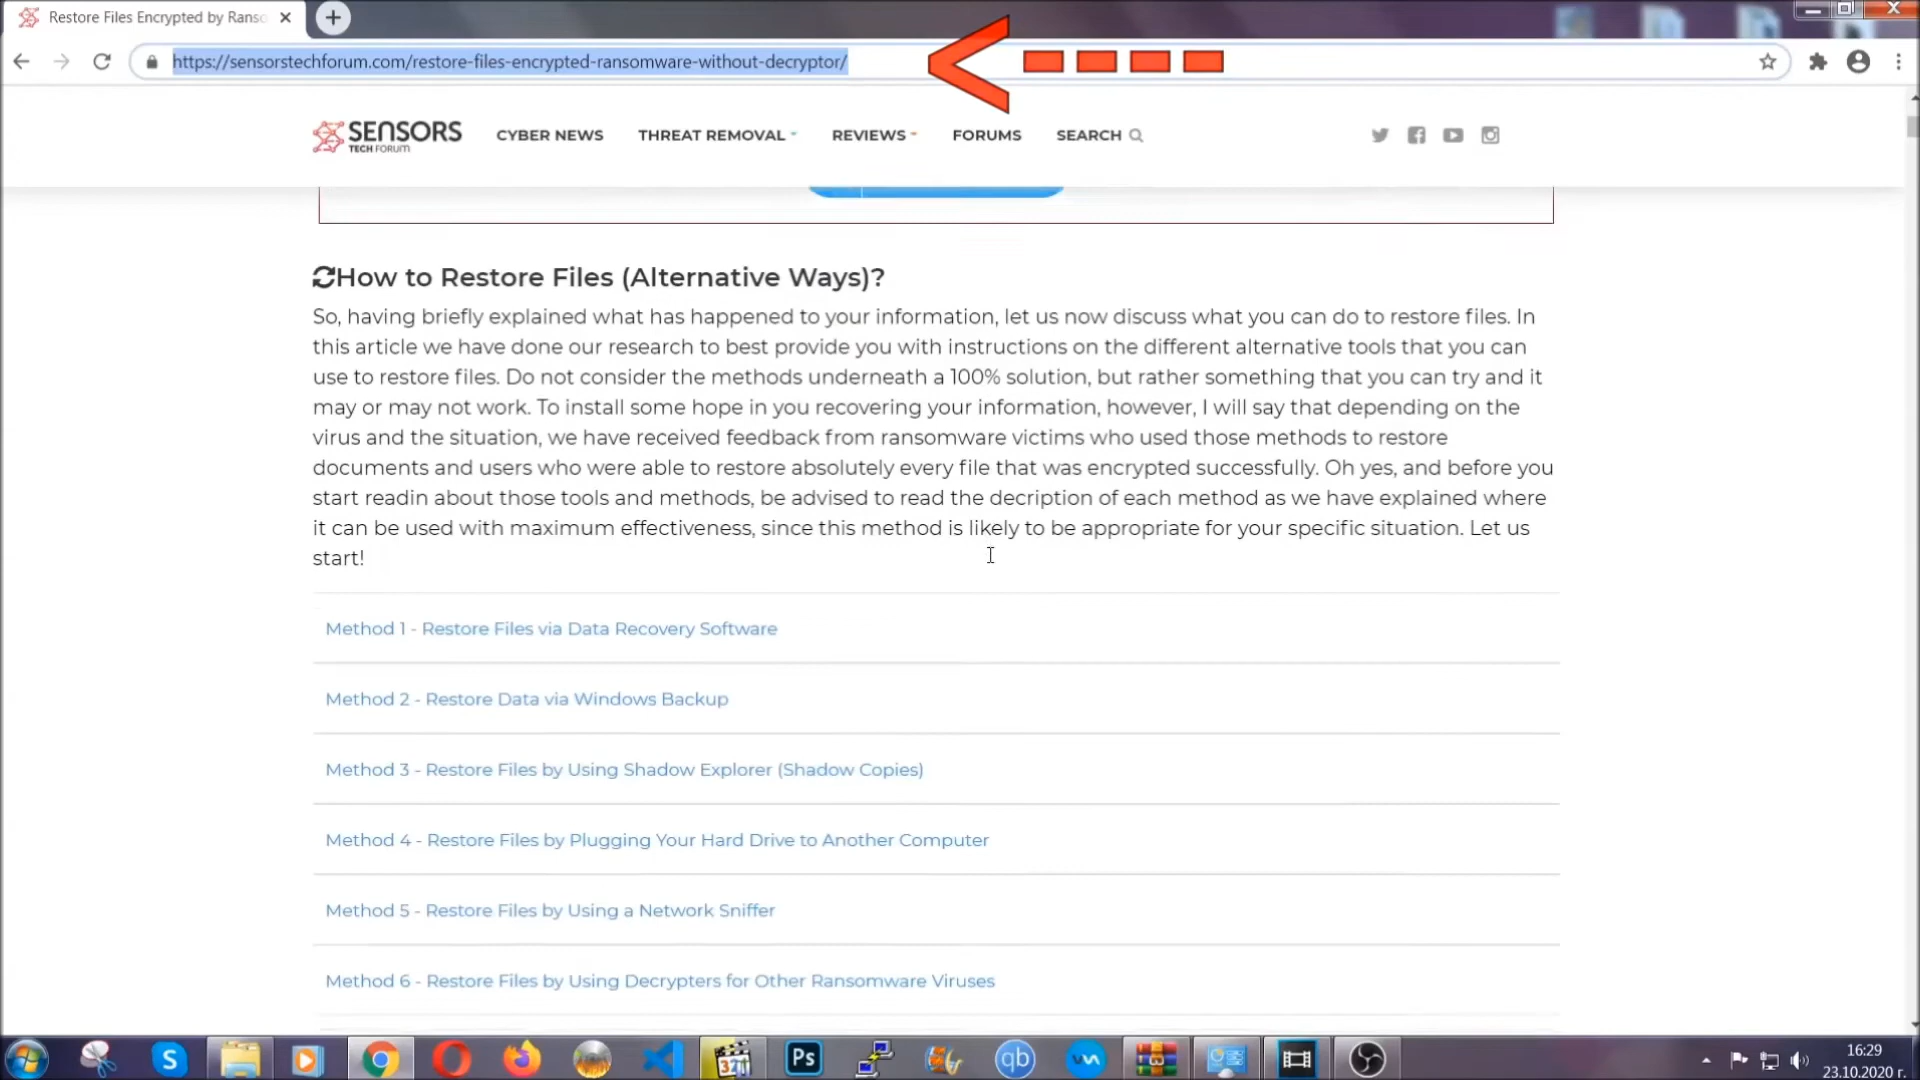 Restore Files Encrypted by Ranso
https://sensorstechforum.com/restore-files-encrypted-ransomware-without-decryptor/
SENSORS
TECH FORUM
CYBER NEWS
THREAT REMOVAL
REVIEWS
FORUMS
SEARCH
How to Restore Files (Alternative Ways)?
So, having briefly explained what has happened to your information, let us now discuss what you can do to restore files. In
this article we have done our research to best provide you with instructions on the different alternative tools that you can
use to restore files. Do not consider the methods underneath a 100% solution, but rather something that you can try and it
may or may not work. To install some hope in you recovering your information, however, I will say that depending on the
virus and the situation, we have received feedback from ransomware victims who used those methods to restore
documents and users who were able to restore absolutely every file that was encrypted successfully. Oh yes, and before you
start readin about those tools and methods, be advised to read the decription of each method as we have explained where
it can be used with maximum effectiveness, since this method is likely to be appropriate for your specific situation. Let us
start!
Method 1 - Restore Files via Data Recovery Software
Method 2 - Restore Data via Windows Backup
Method 3 - Restore Files by Using Shadow Explorer (Shadow Copies)
Method 4 - Restore Files by Plugging Your Hard Drive to Another Computer
Method 5 - Restore Files by Using a Network Sniffer
Method 6 - Restore Files by Using Decrypters for Other Ransomware Viruses
S
321
Ps
qb
16:29
23.10.2020 г.